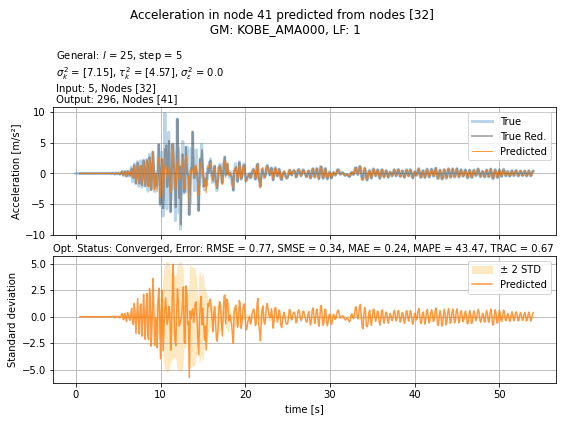 Acceleration in node 41 predicted from nodes [32]
GM: KOBE_AMA000, LF: 1
General: l = 25, step = 5
σ_k^2 = [7.15], τ_k^2 = [4.57], σ_ε^2 = 0.0
Input: 5, Nodes [32]
Output: 296, Nodes [41]
10
5
0
−5
−10
Acceleration [m/s²]
True
True Red.
Predicted
Opt. Status: Converged, Error: RMSE = 0.77, SMSE = 0.34, MAE = 0.24, MAPE = 43.47, TRAC = 0.67
5.0
2.5
0.0
−2.5
−5.0
Standard deviation
± 2 STD
Predicted
0
10
20
30
40
50
time [s]